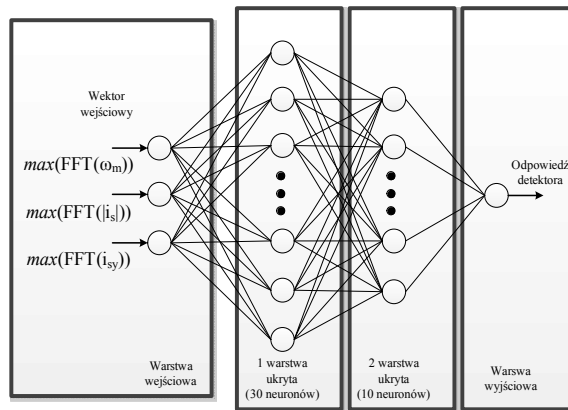 Wektor
wejściowy
max(FFT(ωm))
max(FFT(|is|))
max(FFT(isy))
Warstwa
wejściowa
1 warstwa
ukryta
(30 neuronów)
2 warstwa
ukryta
(10 neuronów)
Odpowiedź
detektora
Warswa
wyjściowa